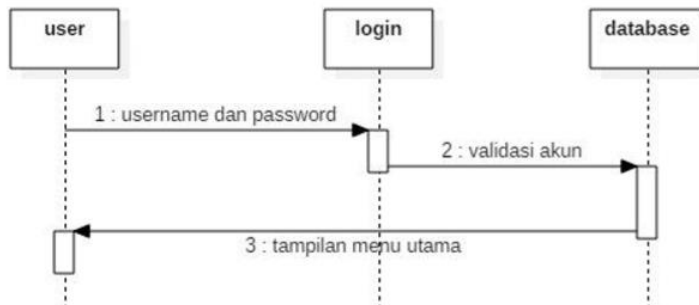 user
login
database
1 : username dan password
2 : validasi akun
3 : tampilan menu utama